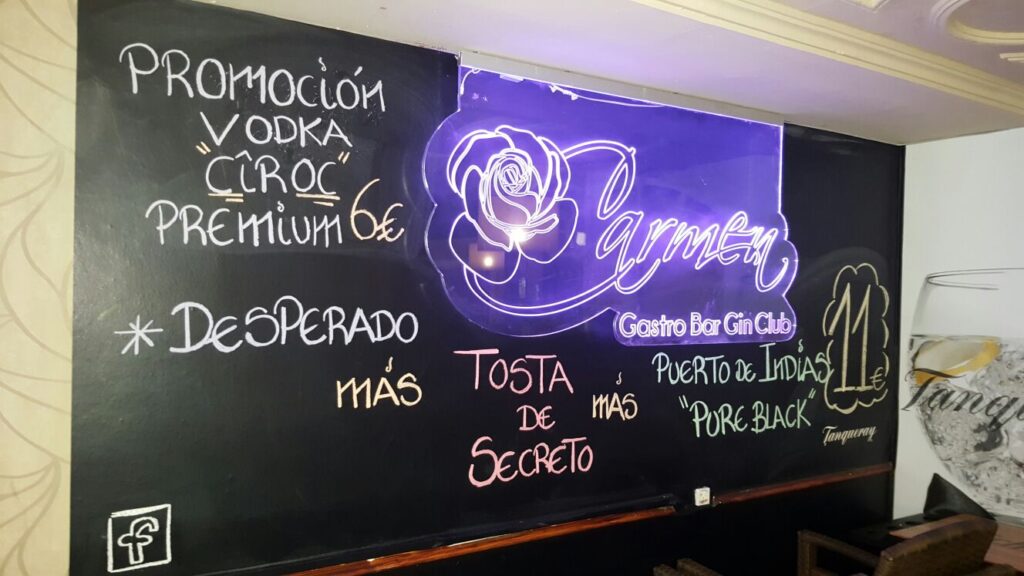 PROMOCIÓN
VODKA
"CÎROC"
PREMIUM 6€
Carmen
Gastro Bar Gin Club
* DESPERADO
MÁS
TOSTA
DE
SECRETO
MÁS
PUERTO DE INDIAS
"PURE BLACK"
11€
Tanqueray
f
Tanqu